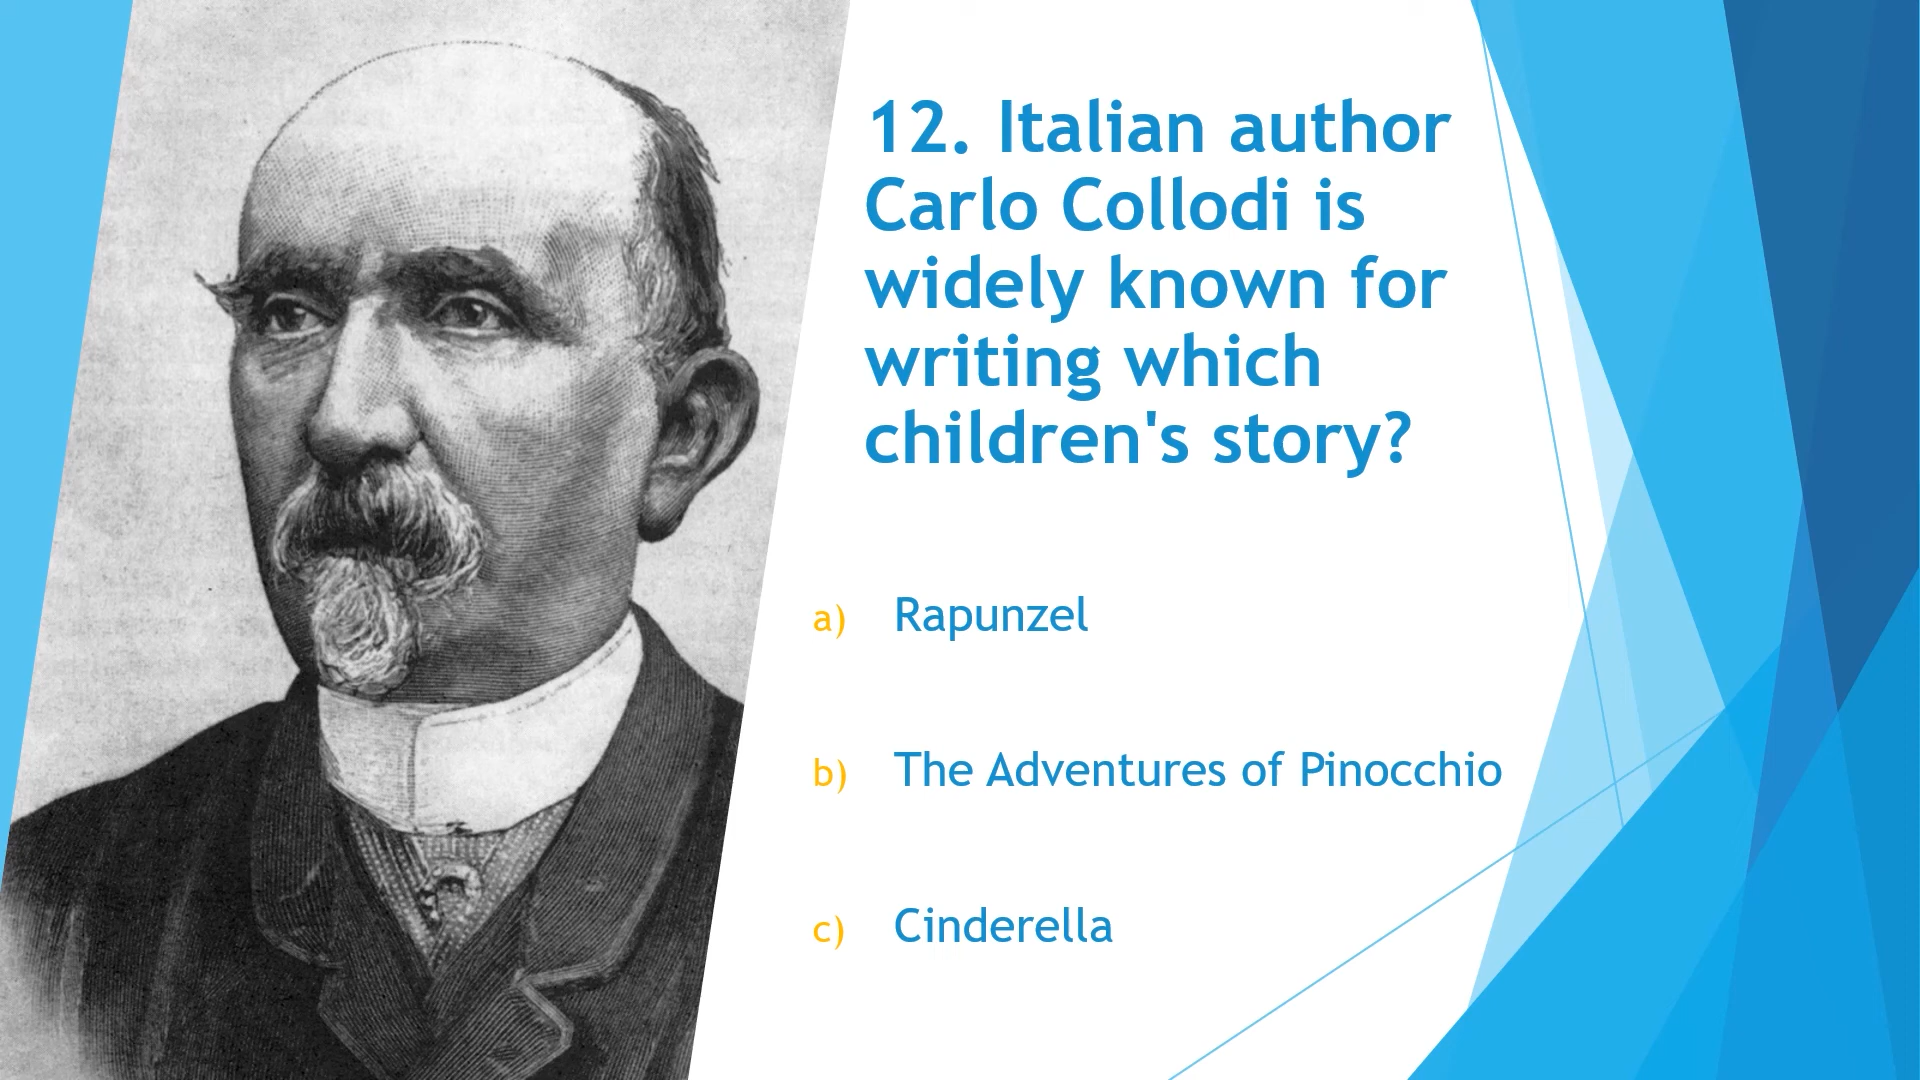 12. Italian author
Carlo Collodi is
widely known for
writing which
children's story?
a) Rapunzel
b) The Adventures of Pinocchio
c) Cinderella